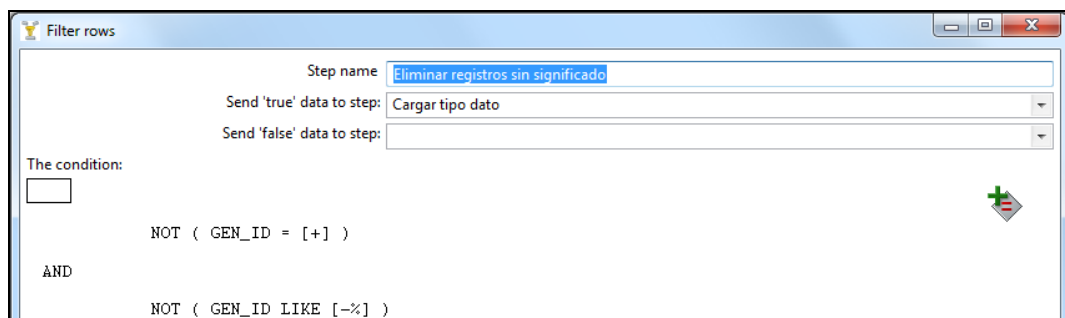 Filter rows
Step name Eliminar registros sin significado
Send 'true' data to step: Cargar tipo dato
Send 'false' data to step:
The condition:
NOT ( GEN_ID = [+] )
AND
NOT ( GEN_ID LIKE [-%] )